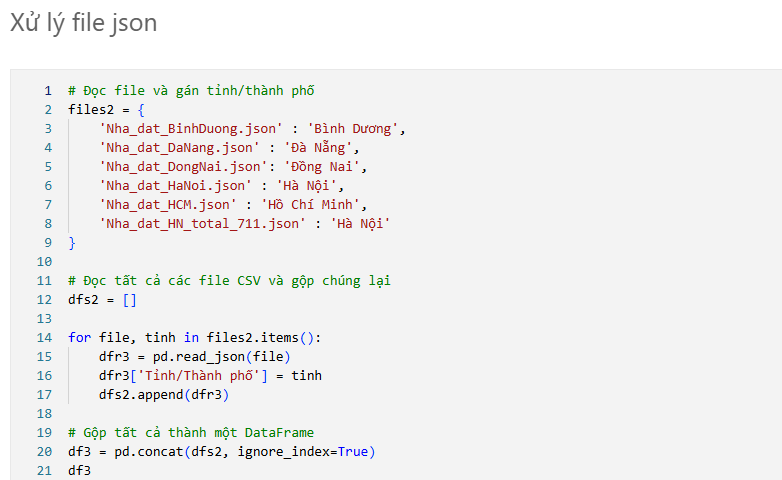 Xử lý file json
1 # Đọc file và gán tỉnh/thành phố
2 files2 = {
3     'Nha_dat_BinhDuong.json' : 'Bình Dương',
4     'Nha_dat_DaNang.json' : 'Đà Nẵng',
5     'Nha_dat_DongNai.json': 'Đồng Nai',
6     'Nha_dat_HaNoi.json' : 'Hà Nội',
7     'Nha_dat_HCM.json' : 'Hồ Chí Minh',
8     'Nha_dat_HN_total_711.json' : 'Hà Nội'
9 }
10
11 # Đọc tất cả các file CSV và gộp chúng lại
12 dfs2 = []
13
14 for file, tinh in files2.items():
15     dfr3 = pd.read_json(file)
16     dfr3['Tỉnh/Thành phố'] = tinh
17     dfs2.append(dfr3)
18
19 # Gộp tất cả thành một DataFrame
20 df3 = pd.concat(dfs2, ignore_index=True)
21 df3